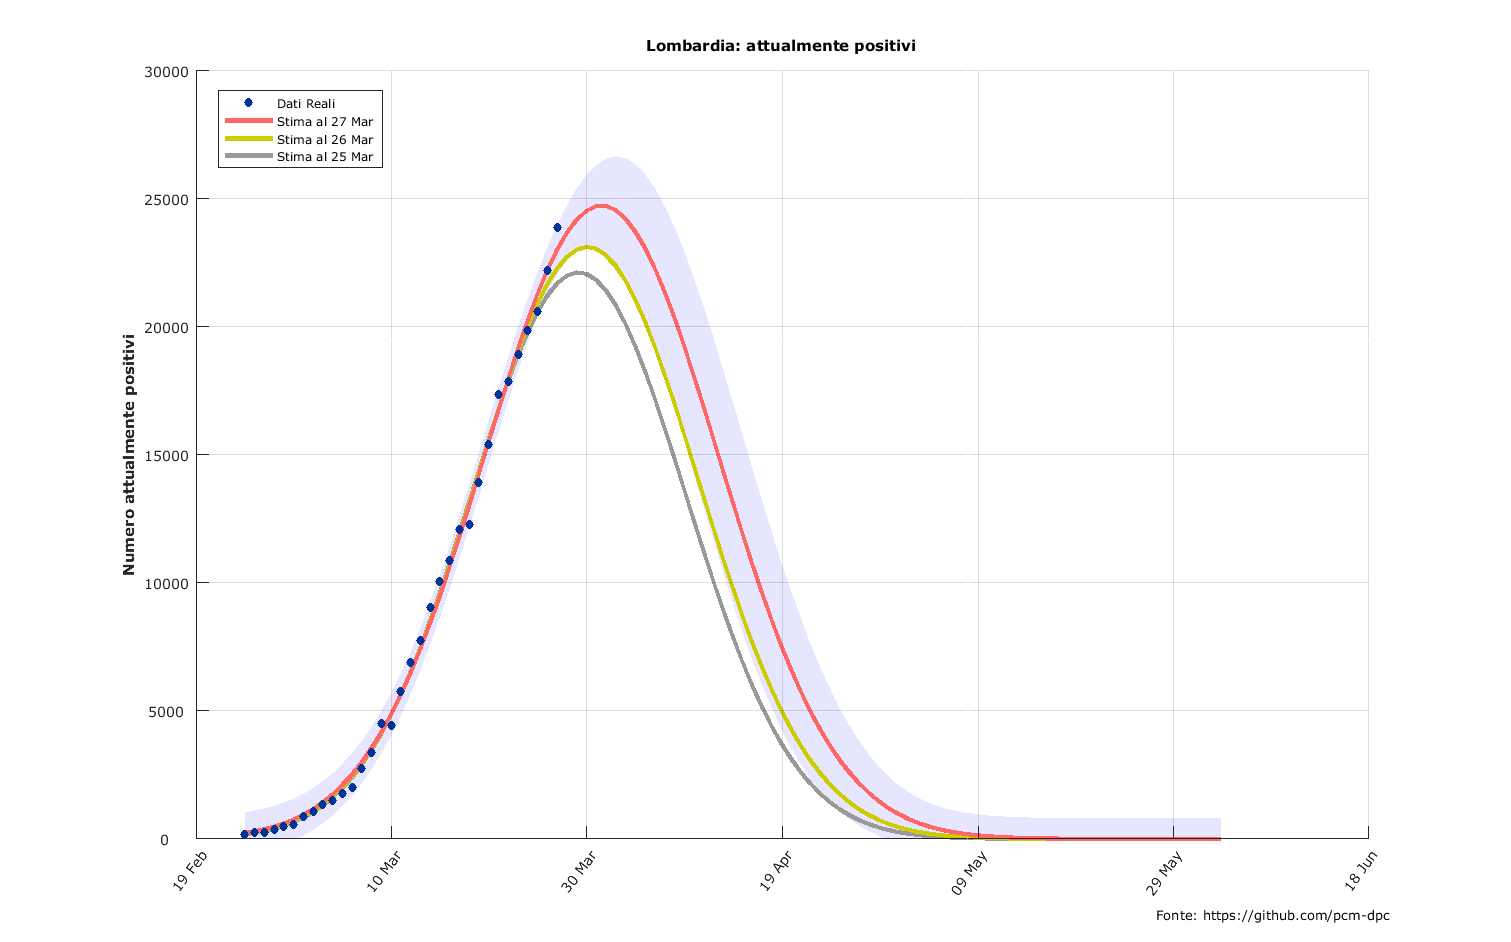 Lombardia: attualmente positivi
30000
25000
20000
15000
10000
5000
0
Numero attualmente positivi
Dati Reali
Stima al 27 Mar
Stima al 26 Mar
Stima al 25 Mar
19 Feb
10 Mar
30 Mar
19 Apr
09 May
29 May
18 Jun
Fonte: https://github.com/pcm-dpc